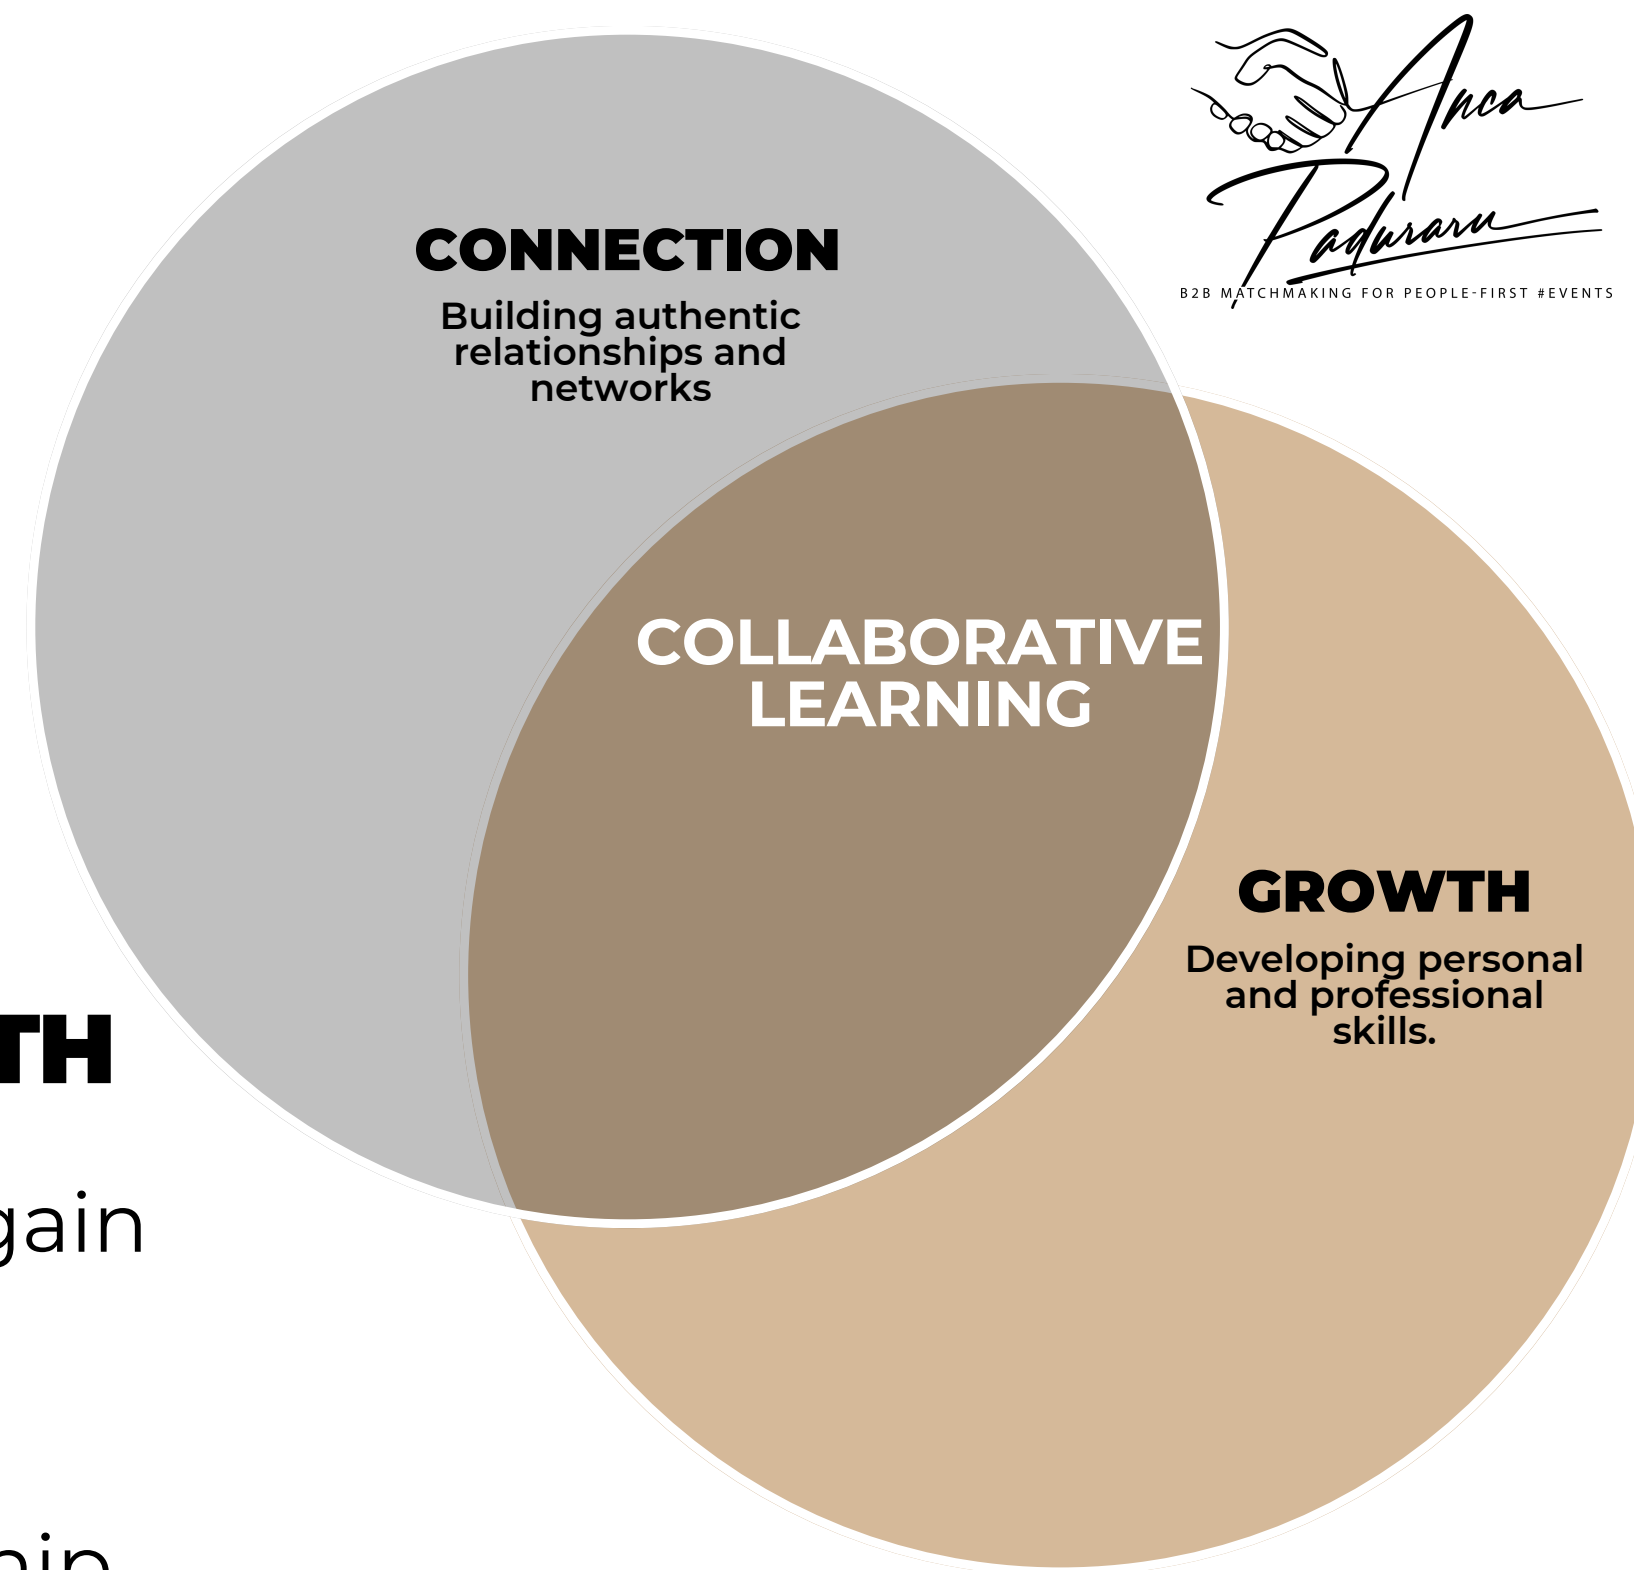 Anca
Paduraru
B2B MATCHMAKING FOR PEOPLE-FIRST #EVENTS
CONNECTION
Building authentic
relationships and
networks
COLLABORATIVE
LEARNING
GROWTH
Developing personal
and professional
skills.
TH
gain